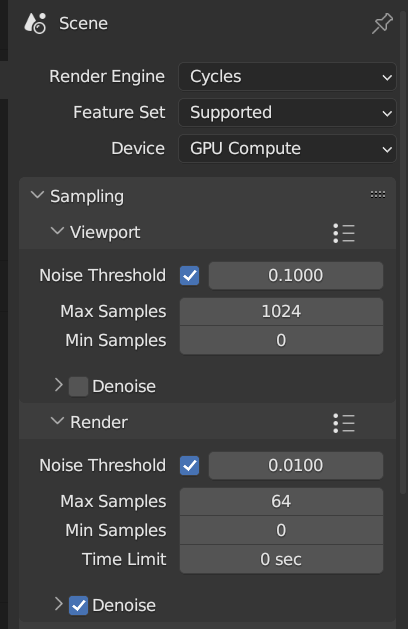 Scene
Render Engine Cycles
Feature Set Supported
Device GPU Compute
Sampling
Viewport
Noise Threshold 0.1000
Max Samples 1024
Min Samples 0
Denoise
Render
Noise Threshold 0.0100
Max Samples 64
Min Samples 0
Time Limit 0 sec
Denoise